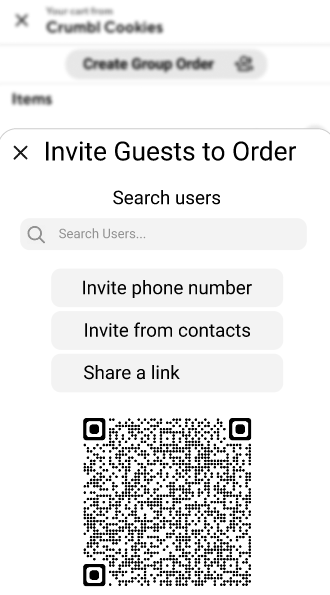 Your cart from
Crumbl Cookies
Create Group Order
Items
Invite Guests to Order
Search users
Search Users...
Invite phone number
Invite from contacts
Share a link